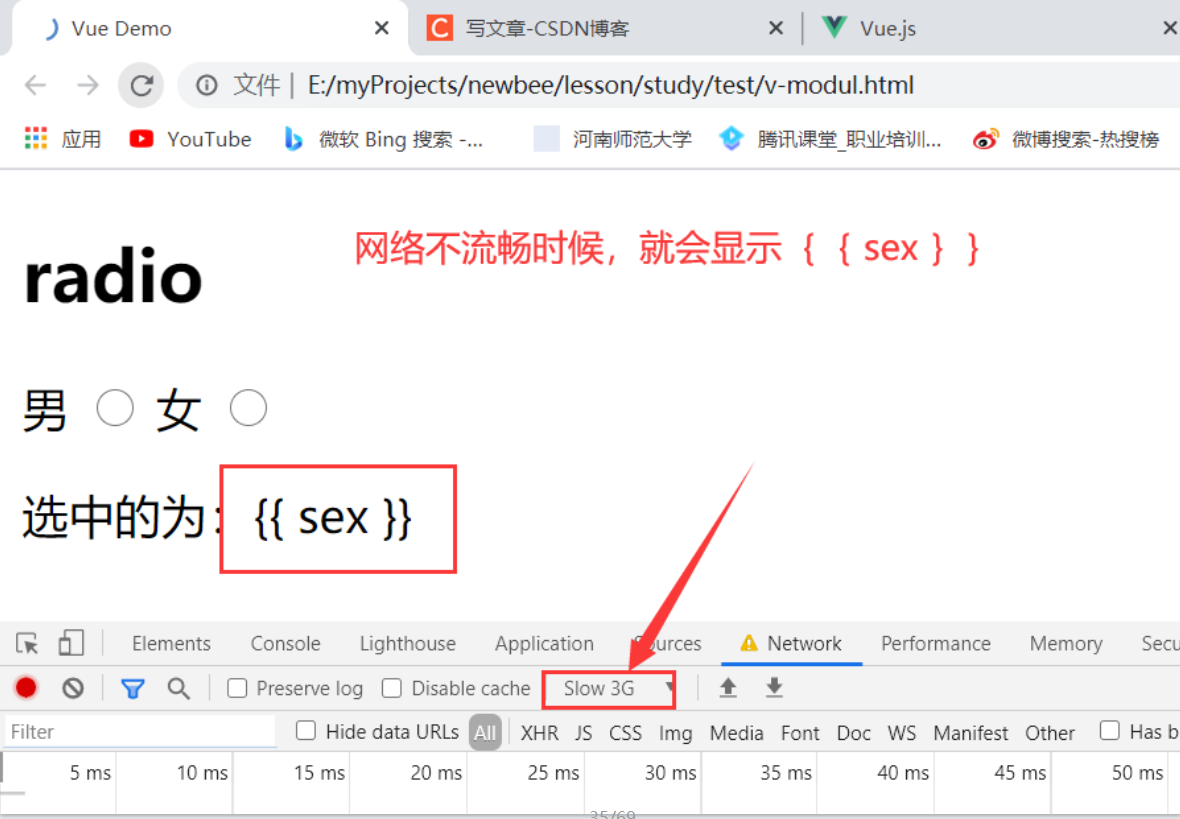 Vue Demo 写文章-CSDN博客 Vue.js
文件 | E:/myProjects/newbee/lesson/study/test/v-modul.html
应用 YouTube 微软 Bing 搜索 -... 河南师范大学 腾讯课堂_职业培训... 微博搜索-热搜榜
网络不流畅时候，就会显示 { { sex } }
radio
男 女
选中的为: {{ sex }}
Elements Console Lighthouse Application Sources Network Performance Memory Secu
Preserve log Disable cache Slow 3G
Filter Hide data URLs All XHR JS CSS Img Media Font Doc WS Manifest Other Has b
5 ms 10 ms 15 ms 20 ms 25 ms 30 ms 35 ms 40 ms 45 ms 50 ms
35/69